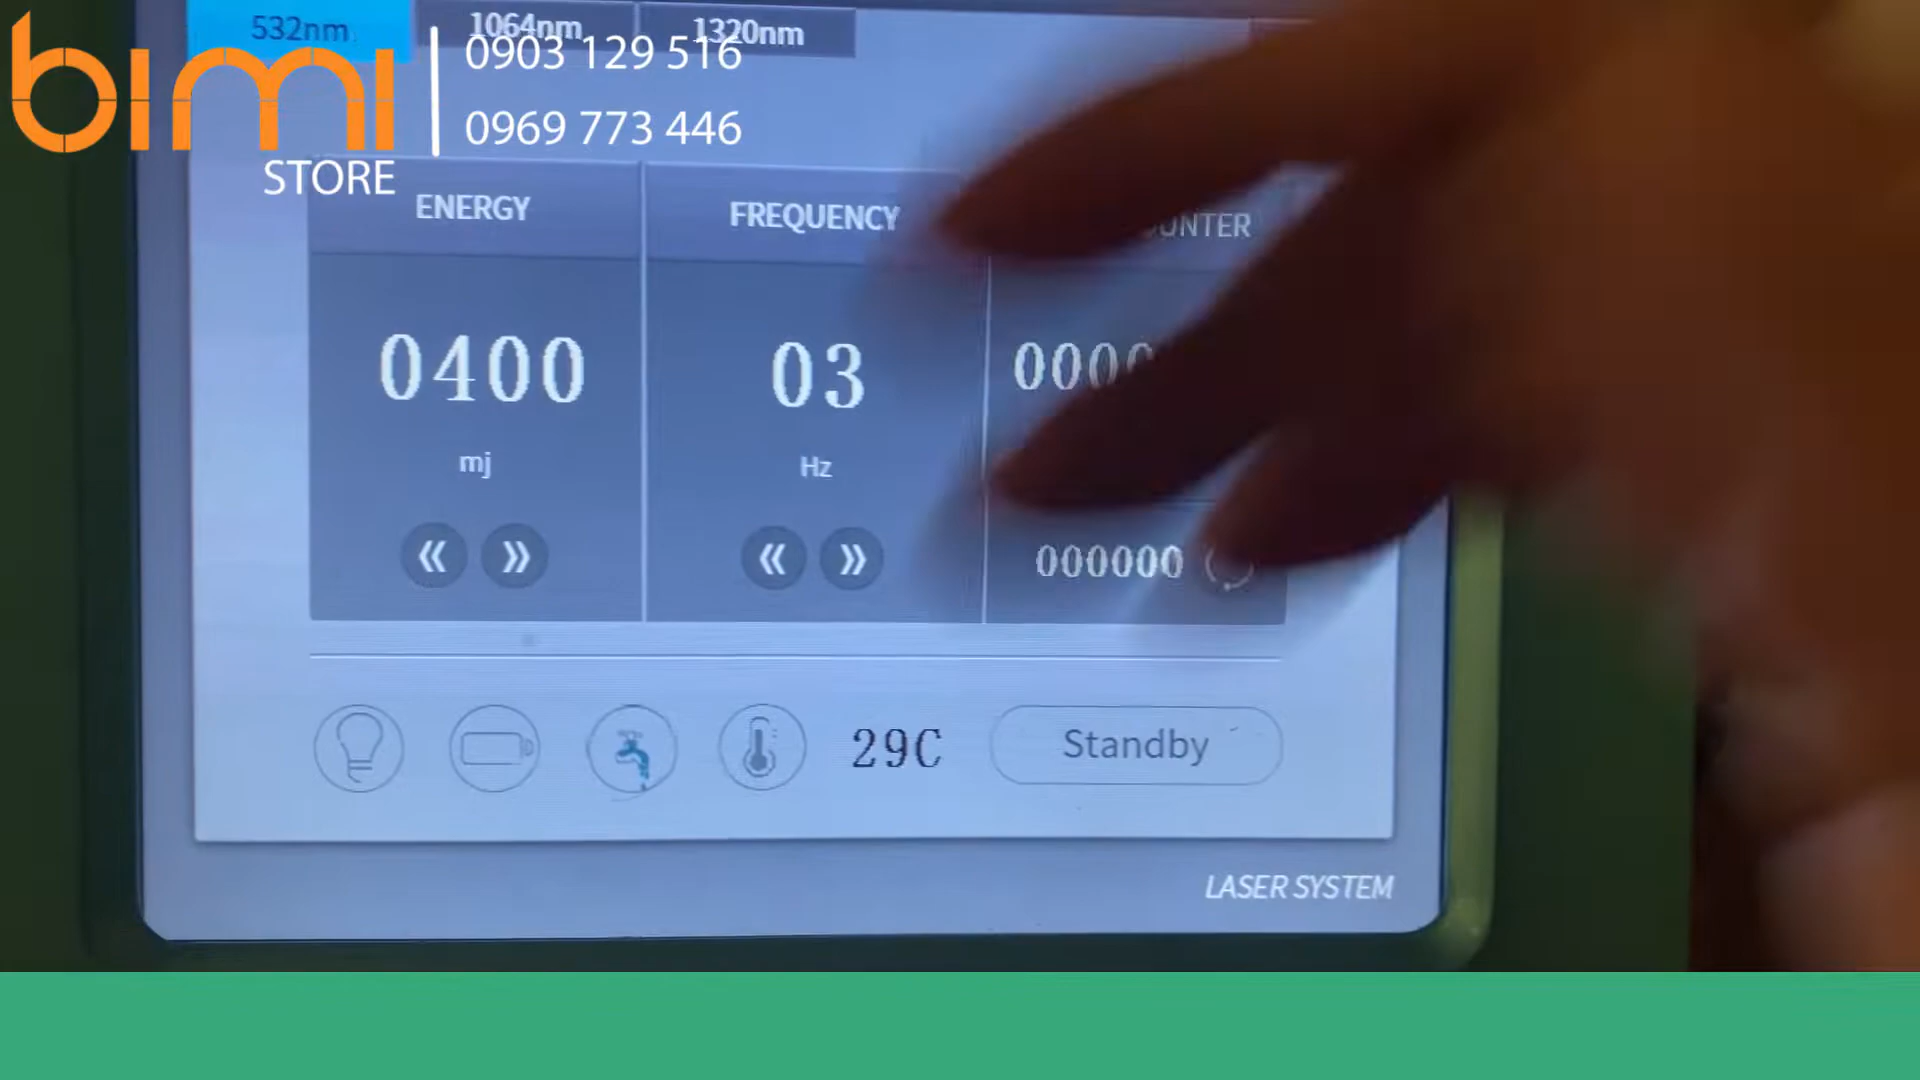 532nm 1064nm 1320nm
bimi
STORE
0903 129 516
0969 773 446
ENERGY FREQUENCY
0400 03
mj Hz
« » « » 000000
29C Standby
LASER SYSTEM